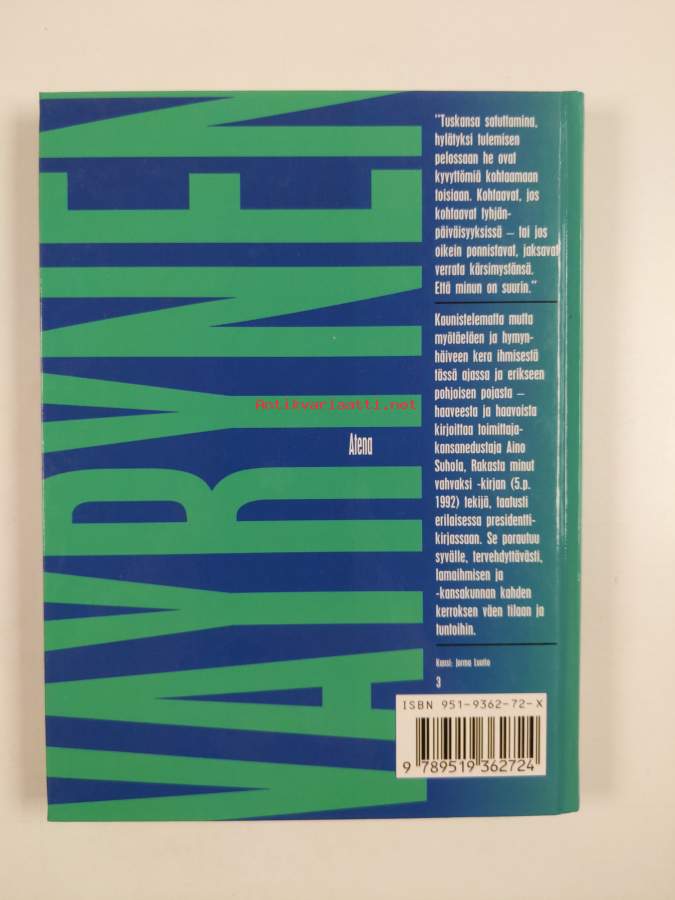 VAYRYNEN
"Tuskansa satuttamina,
hylätyksi tulemisen
pelossaan he ovat
kyvyttömiä kohtaamaan
toisiaan. Kohtaavat, jos
kohtaavat tyhjän-
päiväisyyksissä – tai jos
oikein ponnistavat, jaksavat
verrata kärsimystänsä.
Että minun on suurin."
Kaunistelematta mutta
myötäeläen ja hymyn-
häiveen kera ihmisestä
tässä ajassa ja erikseen
pohjoisen pojasta –
haaveesta ja haavoista
kirjoittaa toimittaja-
kansanedustaja Aino
Suhola, Rakasta minut
vahvaksi -kirjan (5.p.
1992) tekijä, taatusti
erilaisessa presidentti-
kirjassaan. Se porautuu
syvälle, tervehdyttävästi,
lamaihmisen ja
-kansakunnan kahden
kerroksen väen tilaan ja
tuntoihin.
Kansi: Jorma Luotio
3
Atena
Antikvariaatti.net
ISBN 951-9362-72-X
9 789519 362724